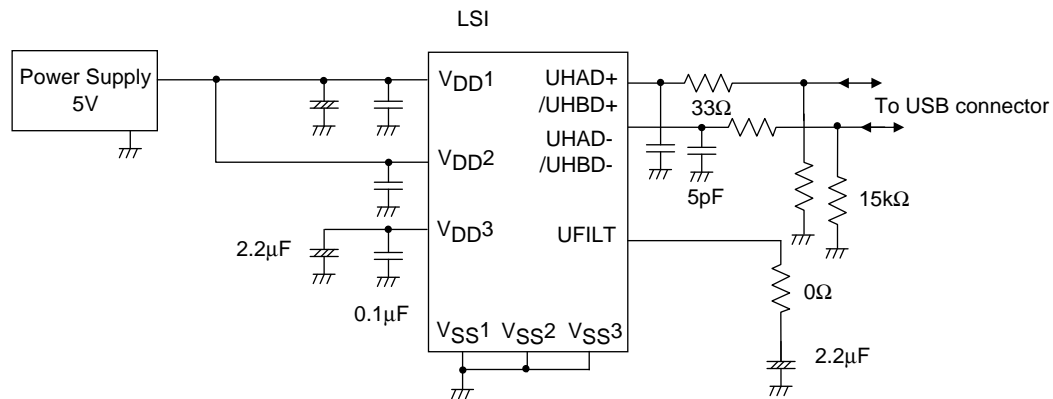 LSI
Power Supply
5V
VDD1
VDD2
VDD3
2.2μF
0.1μF
VSS1 VSS2 VSS3
UHAD+
/UHBD+
UHAD-
/UHBD-
UFILT
33Ω
5pF
To USB connector
15kΩ
0Ω
2.2μF